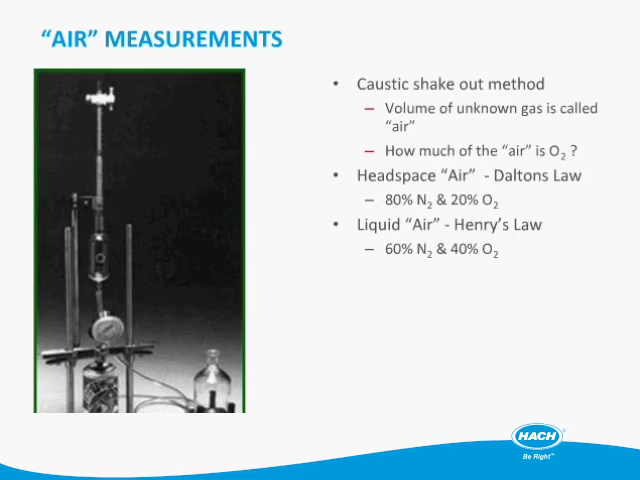 “AIR” MEASUREMENTS
• Caustic shake out method
– Volume of unknown gas is called
“air”
– How much of the “air” is O₂ ?
• Headspace “Air”  - Daltons Law
– 80% N₂ & 20% O₂
• Liquid “Air” - Henry’s Law
– 60% N₂ & 40% O₂
HACH®
Be Right™